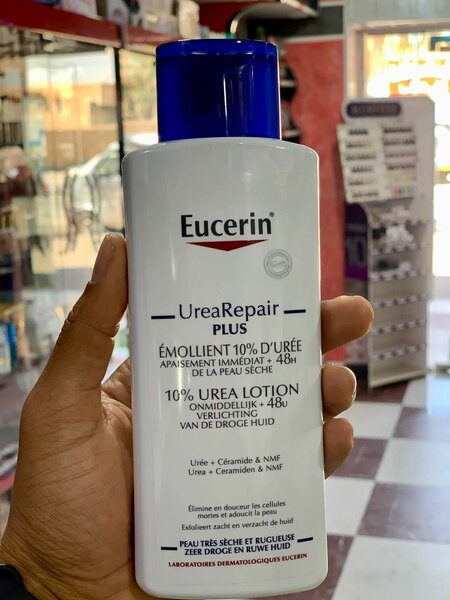 Eucerin®
UreaRepair
PLUS
ÉMOLLIENT 10% D'URÉE
APAISEMENT IMMÉDIAT + 48H
DE LA PEAU SÈCHE
10% UREA LOTION
ONMIDDELLIJK + 48U
VERLICHTING
VAN DE DROGE HUID
Urée + Céramide & NMF
Urea + Ceramiden & NMF
Élimine en douceur les cellules
mortes et adoucit la peau
Exfolieert zacht en verzacht de huid
PEAU TRÈS SÈCHE ET RUGUEUSE
ZEER DROGE EN RUWE HUID
LABORATOIRES DERMATOLOGIQUES EUCERIN